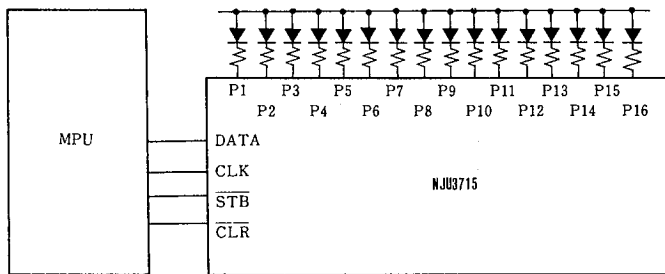 P1 P3 P5 P7 P9 P11 P13 P15
P2 P4 P6 P8 P10 P12 P14 P16
MPU
DATA
CLK
STB
CLR
NJU3715